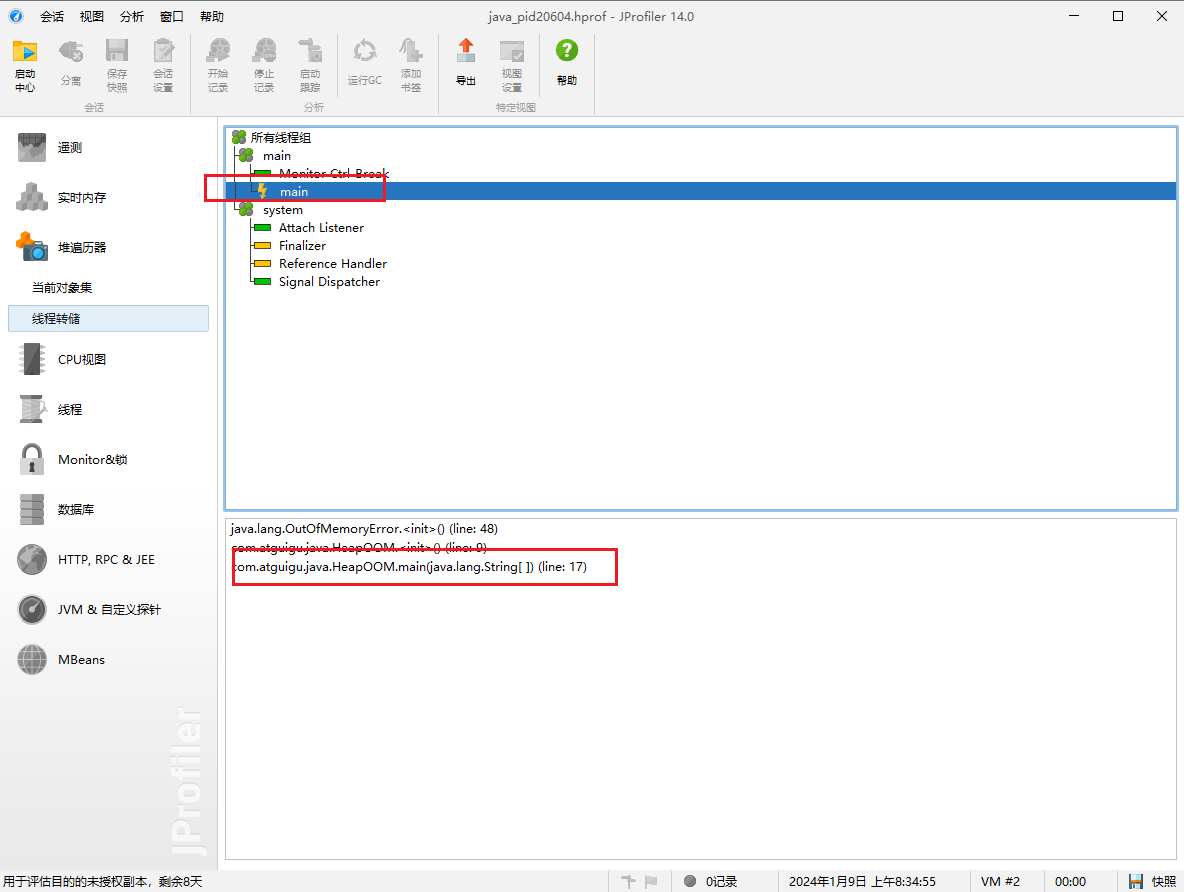 java_pid20604.hprof - JProfiler 14.0
会话 视图 分析 窗口 帮助
启动中心
分离
保存快照
会话设置
开始记录
停止记录
启动跟踪
运行GC
添加书签
导出
视图设置
帮助
会话
分析
特定视图
遥测
实时内存
堆遍历器
当前对象集
线程转储
CPU视图
线程
Monitor&锁
数据库
HTTP, RPC & JEE
JVM & 自定义探针
MBeans
JProfiler
所有线程组
main
Monitor Ctrl-Break
main
system
Attach Listener
Finalizer
Reference Handler
Signal Dispatcher
java.lang.OutOfMemoryError.<init>() (line: 48)
com.atguigu.java.HeapOOM.<init>() (line: 9)
com.atguigu.java.HeapOOM.main(java.lang.String[ ]) (line: 17)
用于评估目的的未授权副本，剩余8天
0记录
2024年1月9日 上午8:34:55
VM #2
00:00
快照